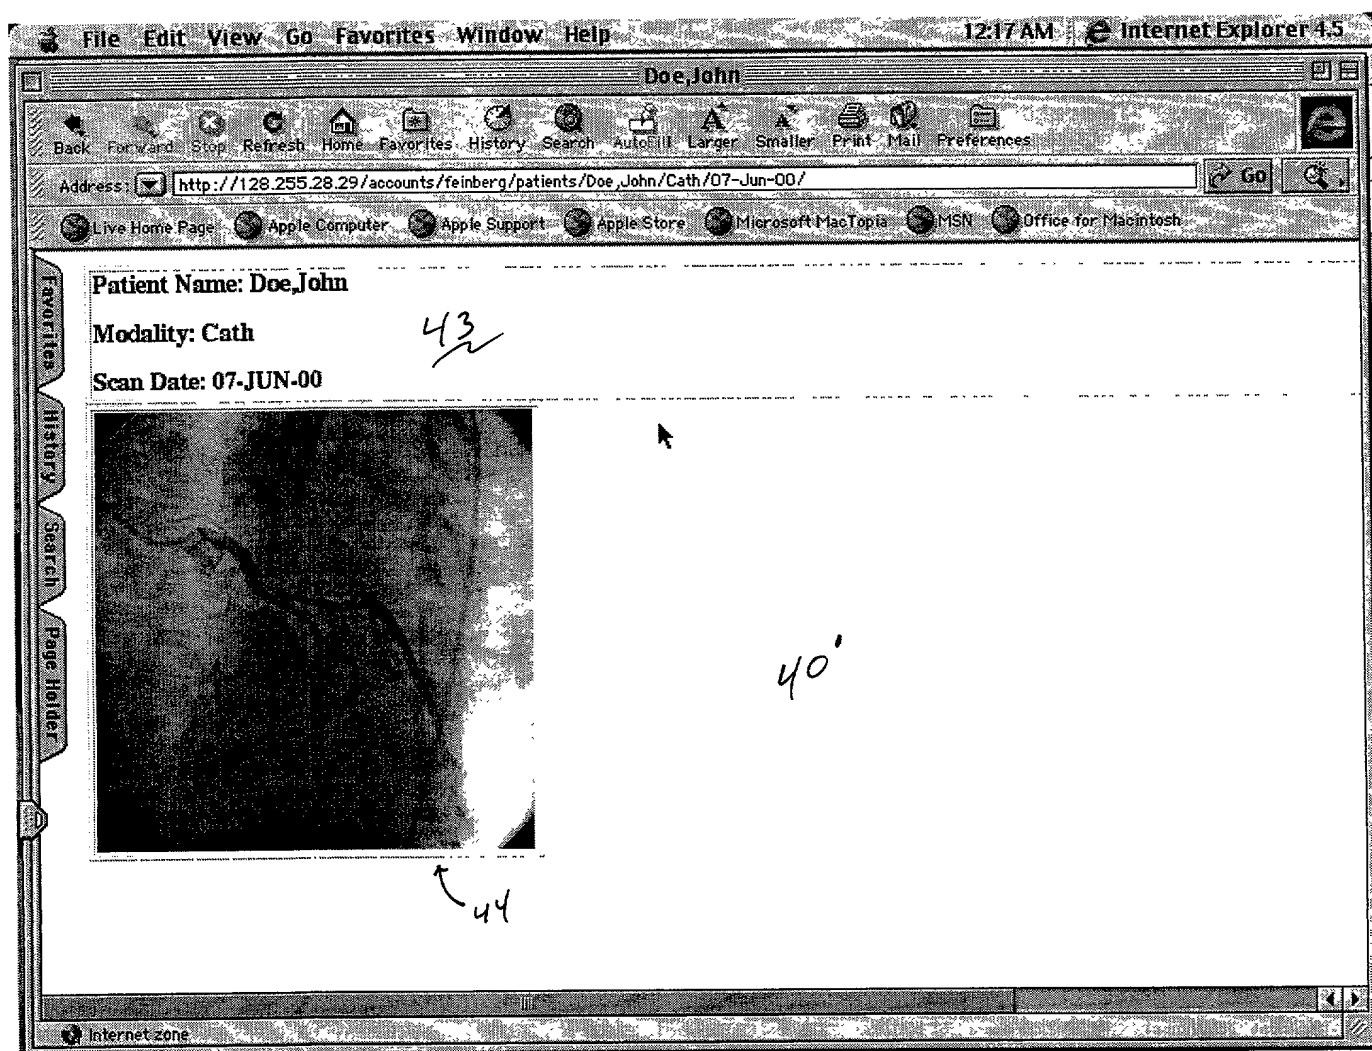 File Edit View Go Favorites Window Help 12:17 AM Internet Explorer 4.5
Doe,John
Back Forward Stop Refresh Home Favorites History Search AutoFill Larger Smaller Print Mail Preferences
Address: http://128.255.28.29/accounts/feinberg/patients/Doe,John/Cath/07-Jun-00/ Go
Live Home Page Apple Computer Apple Support Apple Store Microsoft MacTopia MSN Office for Macintosh
Favorites
History
Search
Page Holder
Patient Name: Doe,John
Modality: Cath
43
Scan Date: 07-JUN-00
40'
44
Internet zone